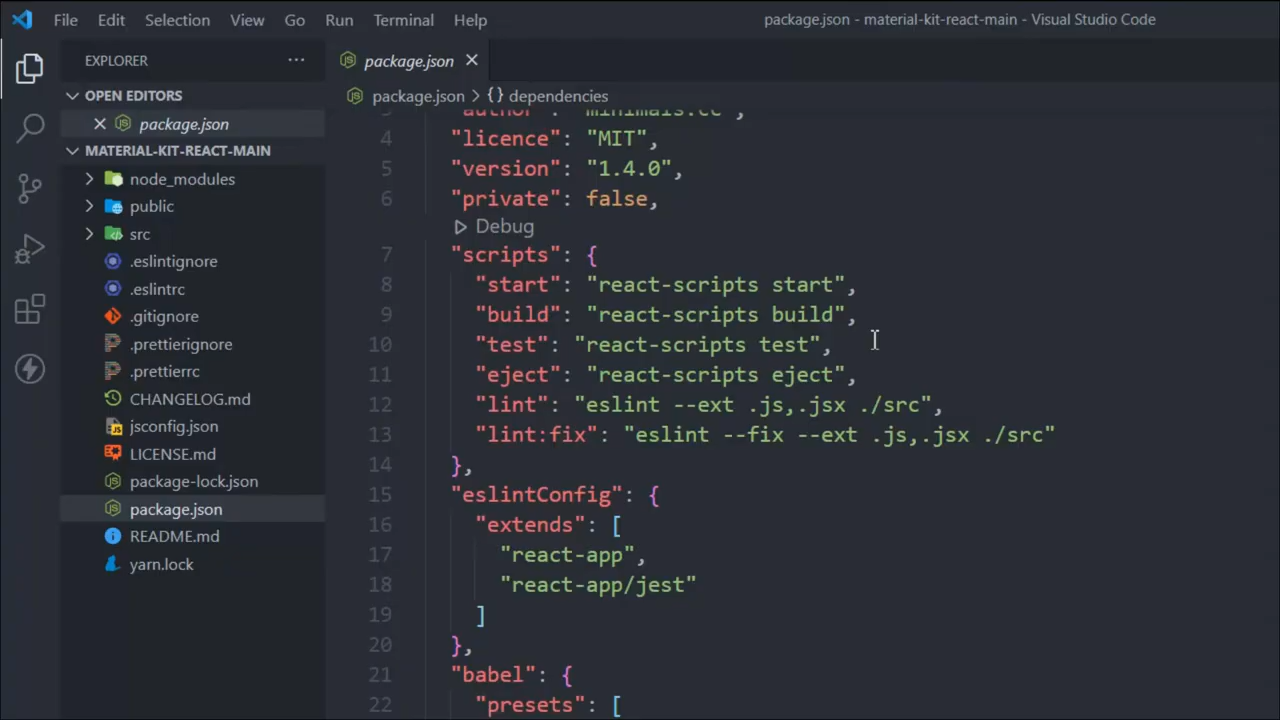 File Edit Selection View Go Run Terminal Help
package.json - material-kit-react-main - Visual Studio Code
EXPLORER
OPEN EDITORS
package.json
MATERIAL-KIT-REACT-MAIN
node_modules
public
src
.eslintignore
.eslintrc
.gitignore
.prettierignore
.prettierrc
CHANGELOG.md
jsconfig.json
LICENSE.md
package-lock.json
package.json
README.md
yarn.lock
package.json
package.json > {} dependencies
"author": "minimals.cc",
4 "licence": "MIT",
5 "version": "1.4.0",
6 "private": false,
Debug
7 "scripts": {
8 "start": "react-scripts start",
9 "build": "react-scripts build",
10 "test": "react-scripts test",
11 "eject": "react-scripts eject",
12 "lint": "eslint --ext .js,.jsx ./src",
13 "lint:fix": "eslint --fix --ext .js,.jsx ./src"
14 },
15 "eslintConfig": {
16 "extends": [
17 "react-app",
18 "react-app/jest"
19 ]
20 },
21 "babel": {
22 "presets": [